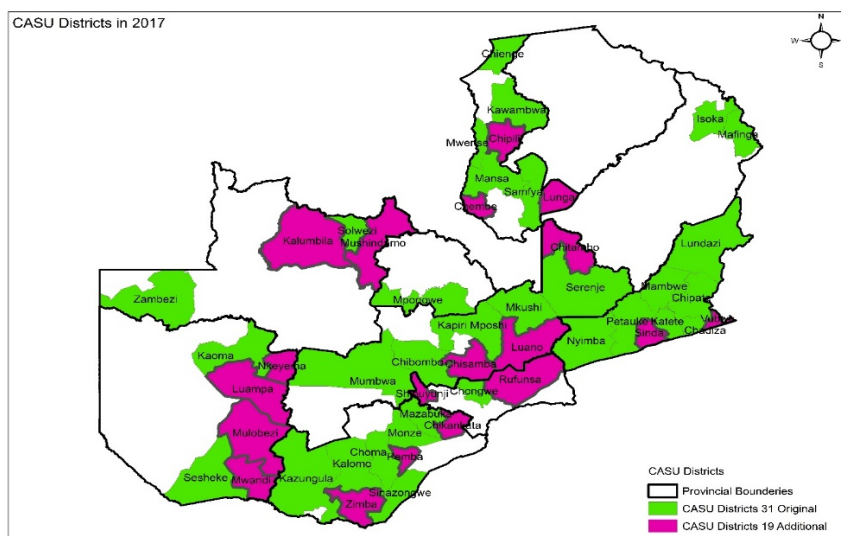 CASU Districts in 2017
N
W E
S
Chienge
Kawambwa
Isoka
Mafinga
Mwense Chipili
Mansa
Samfya
Chembe
Lunga
Solwezi
Kalumbila
Mushindamo
Chitambo
Lundazi
Zambezi
Serenje
Mambwe
Mpongwe
Mkushi
Chipata
Kapiri Mposhi
Petauke Katete
Vubwi
Sinda
Chadiza
Nyimba
Luano
Kaoma
Nkeyema
Chibombo
Chisamba
Luampa
Mumbwa
Rufunsa
Shibuyunji
Chongwe
Mazabuka
Chikankata
Mulobezi
Monze
Choma
Pemba
Kalomo
Sesheke
Mwandi
Kazungula
Sinazongwe
Zimba
CASU Districts
Provincial Bounderies
CASU Districts 31 Original
CASU Districts 19 Additional